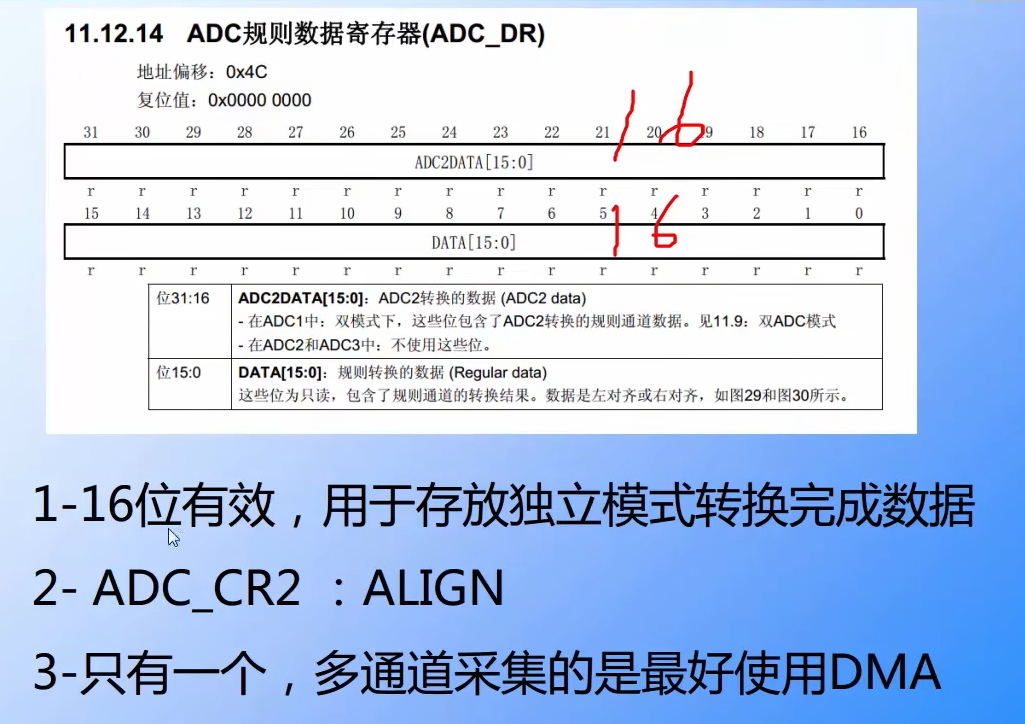 11.12.14 ADC规则数据寄存器(ADC_DR)
地址偏移：0x4C
复位值：0x0000 0000
31 30 29 28 27 26 25 24 23 22 21 20 19 18 17 16
16
ADC2DATA[15:0]
r r r r r r r r r r r r r r r r
15 14 13 12 11 10 9 8 7 6 5 4 3 2 1 0
16
DATA[15:0]
r r r r r r r r r r r r r r r r
位31:16 ADC2DATA[15:0]：ADC2转换的数据 (ADC2 data)
- 在ADC1中：双模式下，这些位包含了ADC2转换的规则通道数据。见11.9：双ADC模式
- 在ADC2和ADC3中：不使用这些位。
位15:0 DATA[15:0]：规则转换的数据 (Regular data)
这些位为只读，包含了规则通道的转换结果。数据是左对齐或右对齐，如图29和图30所示。
1-16位有效，用于存放独立模式转换完成数据
2- ADC_CR2 ：ALIGN
3-只有一个，多通道采集的是最好使用DMA